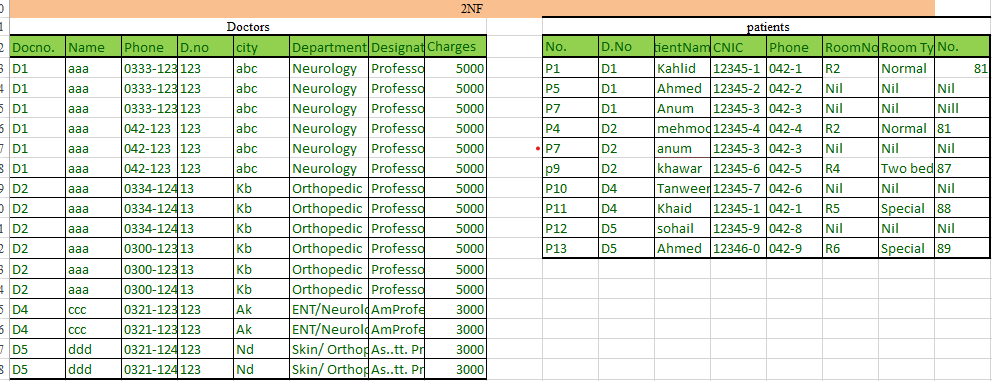 2NF
Doctors patients
Docno. Name Phone D.no city Department Designat Charges No. D.No tientNam CNIC Phone RoomNo Room Ty No.
D1 aaa 0333-123 123 abc Neurology Professo 5000 P1 D1 Kahlid 12345-1 042-1 R2 Normal 81
D1 aaa 0333-123 123 abc Neurology Professo 5000 P5 D1 Ahmed 12345-2 042-2 Nil Nil Nil
D1 aaa 0333-123 123 abc Neurology Professo 5000 P7 D1 Anum 12345-3 042-3 Nil Nil Nill
D1 aaa 042-123 123 abc Neurology Professo 5000 P4 D2 mehmoo 12345-4 042-4 R2 Normal 81
D1 aaa 042-123 123 abc Neurology Professo 5000 P7 D2 anum 12345-3 042-3 Nil Nil Nil
D1 aaa 042-123 123 abc Neurology Professo 5000 p9 D2 khawar 12345-6 042-5 R4 Two bed 87
D2 aaa 0334-124 13 Kb Orthopedic Professo 5000 P10 D4 Tanweer 12345-7 042-6 Nil Nil Nil
D2 aaa 0334-124 13 Kb Orthopedic Professo 5000 P11 D4 Khaid 12345-1 042-1 R5 Special 88
D2 aaa 0334-124 13 Kb Orthopedic Professo 5000 P12 D5 sohail 12345-9 042-8 Nil Nil Nil
D2 aaa 0300-123 13 Kb Orthopedic Professo 5000 P13 D5 Ahmed 12346-0 042-9 R6 Special 89
D2 aaa 0300-123 13 Kb Orthopedic Professo 5000
D2 aaa 0300-124 13 Kb Orthopedic Professo 5000
D4 ccc 0321-123 123 Ak ENT/Neurolo AmProfe 3000
D4 ccc 0321-123 123 Ak ENT/Neurolo AmProfe 3000
D5 ddd 0321-124 123 Nd Skin/ Orthop As..tt. Pr 3000
D5 ddd 0321-124 123 Nd Skin/ Orthop As..tt. Pr 3000